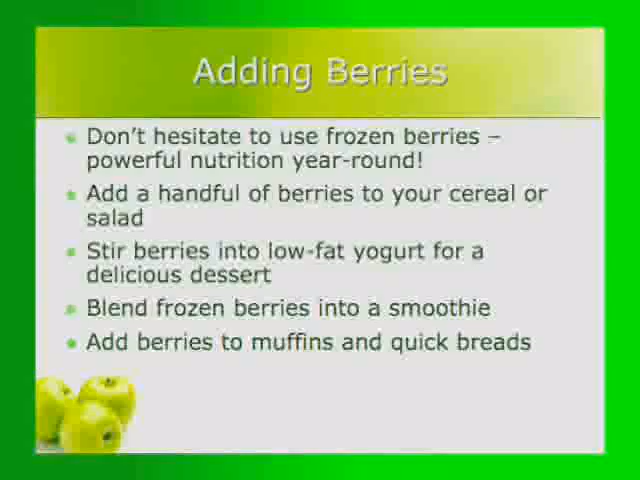 Adding Berries
Don't hesitate to use frozen berries –
powerful nutrition year-round!
Add a handful of berries to your cereal or
salad
Stir berries into low-fat yogurt for a
delicious dessert
Blend frozen berries into a smoothie
Add berries to muffins and quick breads